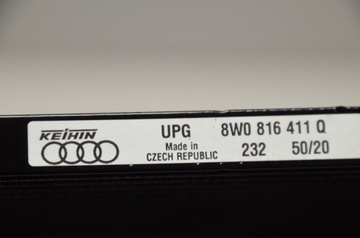 KEIHIN UPG 8W0 816 411 Q
Made in
CZECH REPUBLIC 232 50/20